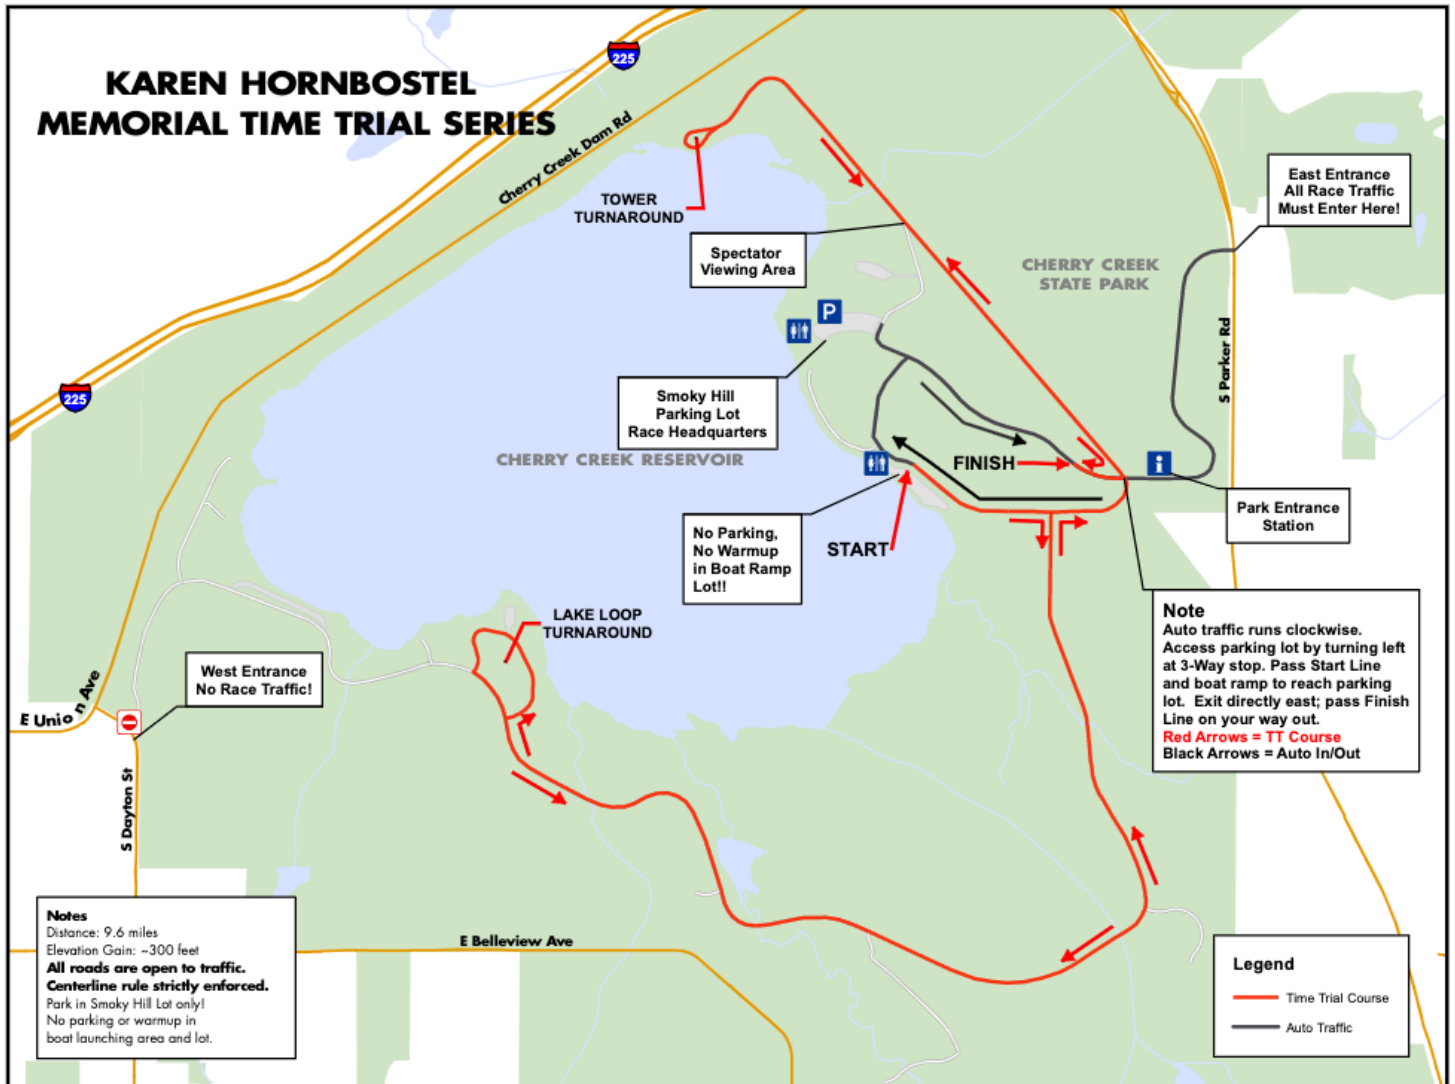 KAREN HORNBOSTEL
MEMORIAL TIME TRIAL SERIES
225
Cherry Creek Dam Rd
TOWER
TURNAROUND
East Entrance
All Race Traffic
Must Enter Here!
Spectator
Viewing Area
CHERRY CREEK
STATE PARK
P
S Parker Rd
225
Smoky Hill
Parking Lot
Race Headquarters
CHERRY CREEK RESERVOIR
FINISH
i
Park Entrance
Station
No Parking,
No Warmup
in Boat Ramp
Lot!!
START
LAKE LOOP
TURNAROUND
Note
Auto traffic runs clockwise.
Access parking lot by turning left
at 3-Way stop. Pass Start Line
and boat ramp to reach parking
lot. Exit directly east; pass Finish
Line on your way out.
Red Arrows = TT Course
Black Arrows = Auto In/Out
West Entrance
No Race Traffic!
E Union Ave
S Dayton St
Notes
Distance: 9.6 miles
Elevation Gain: ~300 feet
All roads are open to traffic.
Centerline rule strictly enforced.
Park in Smoky Hill Lot only!
No parking or warmup in
boat launching area and lot.
E Belleview Ave
Legend
Time Trial Course
Auto Traffic